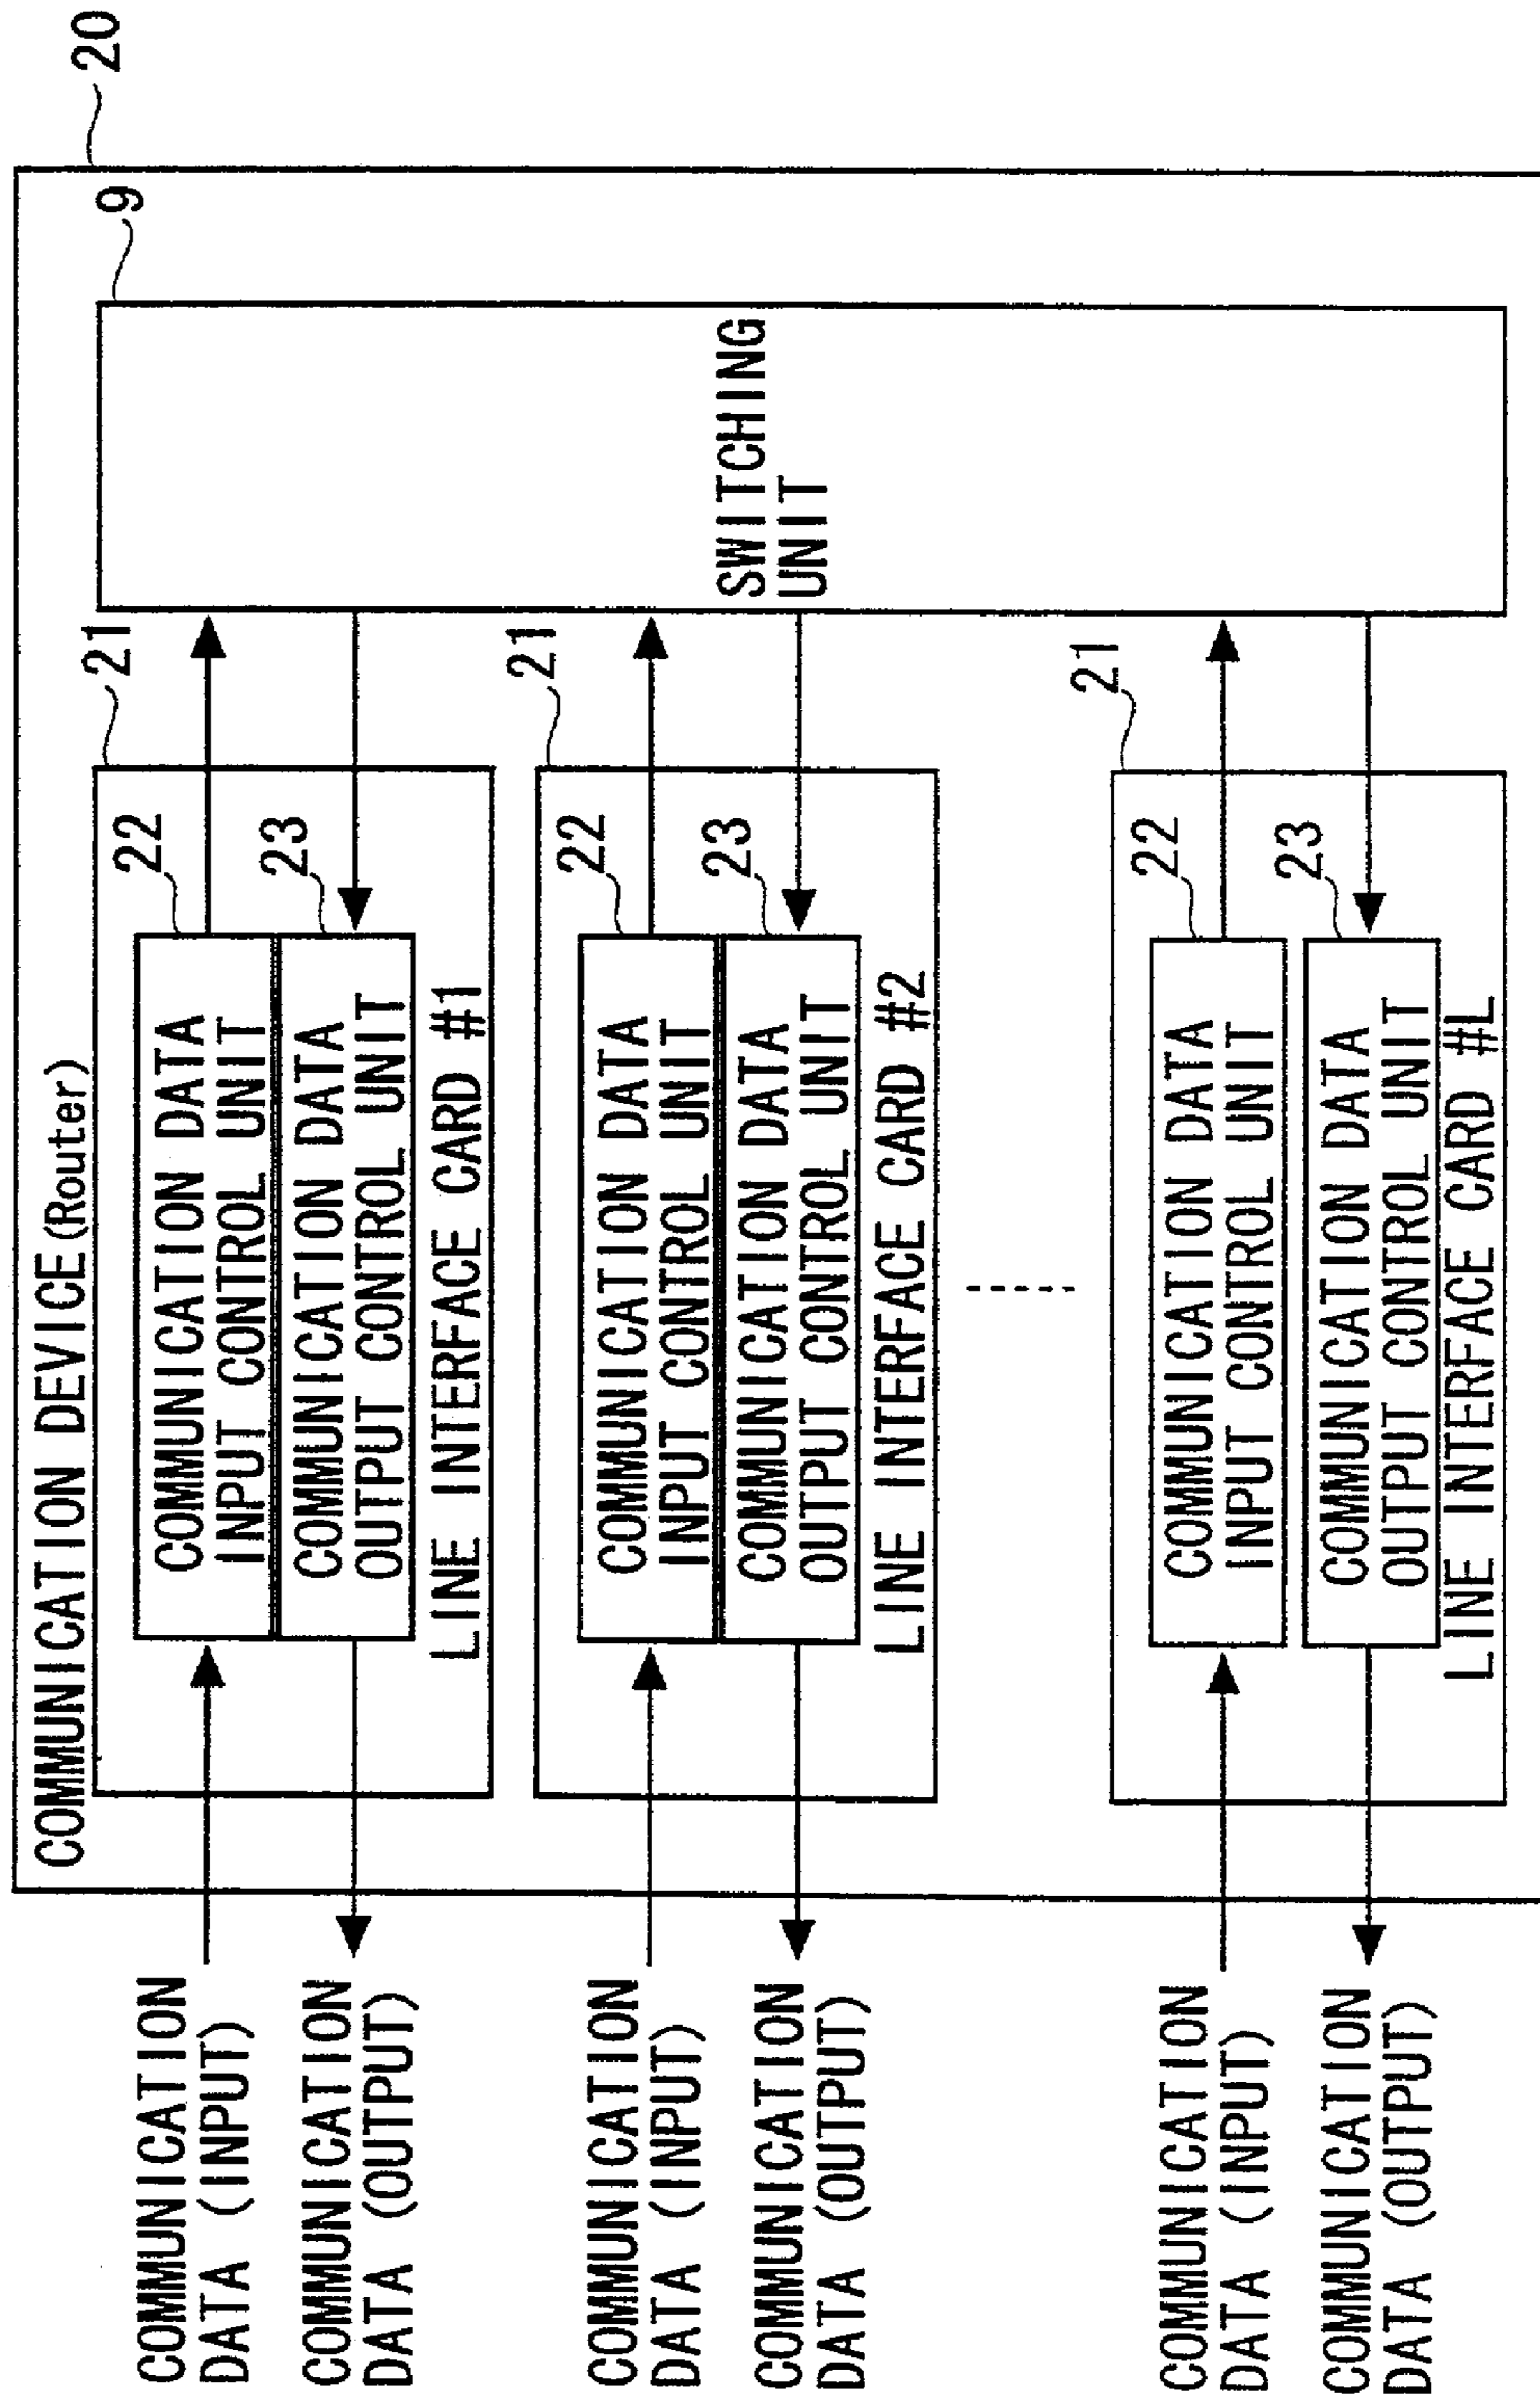 20
COMMUNICATION DEVICE(Router)
9
SWITCHING
UNIT
21
22
COMMUNICATION DATA
INPUT CONTROL UNIT
23
COMMUNICATION DATA
OUTPUT CONTROL UNIT
LINE INTERFACE CARD #1
COMMUNICATION
DATA (INPUT)
COMMUNICATION
DATA (OUTPUT)
21
22
COMMUNICATION DATA
INPUT CONTROL UNIT
23
COMMUNICATION DATA
OUTPUT CONTROL UNIT
LINE INTERFACE CARD #2
COMMUNICATION
DATA (INPUT)
COMMUNICATION
DATA (OUTPUT)
21
22
COMMUNICATION DATA
INPUT CONTROL UNIT
23
COMMUNICATION DATA
OUTPUT CONTROL UNIT
LINE INTERFACE CARD #L
COMMUNICATION
DATA (INPUT)
COMMUNICATION
DATA (OUTPUT)